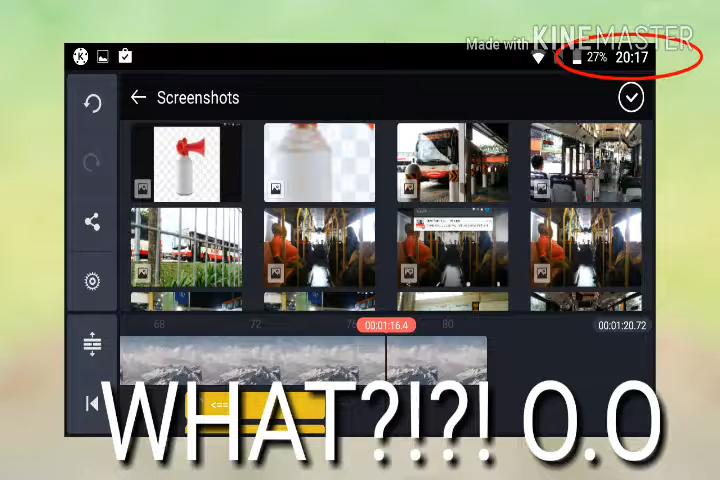 Made with KINEMASTER
27% 20:17
Screenshots
68 72 76 00:01:16.4 80 00:01:20.72
<==
WHAT?!?! O.O